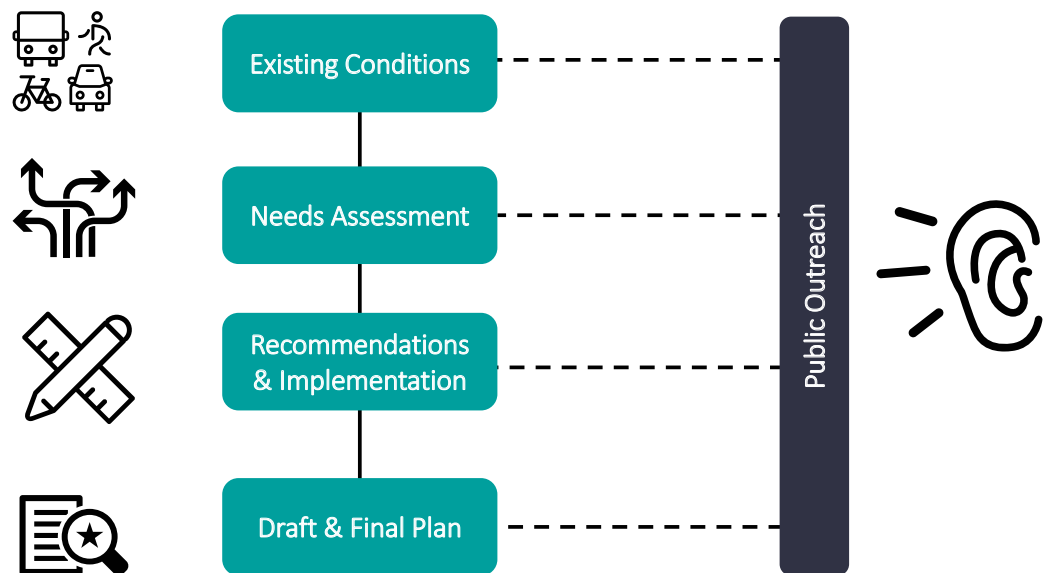 Existing Conditions
Needs Assessment
Recommendations
& Implementation
Draft & Final Plan
Public Outreach